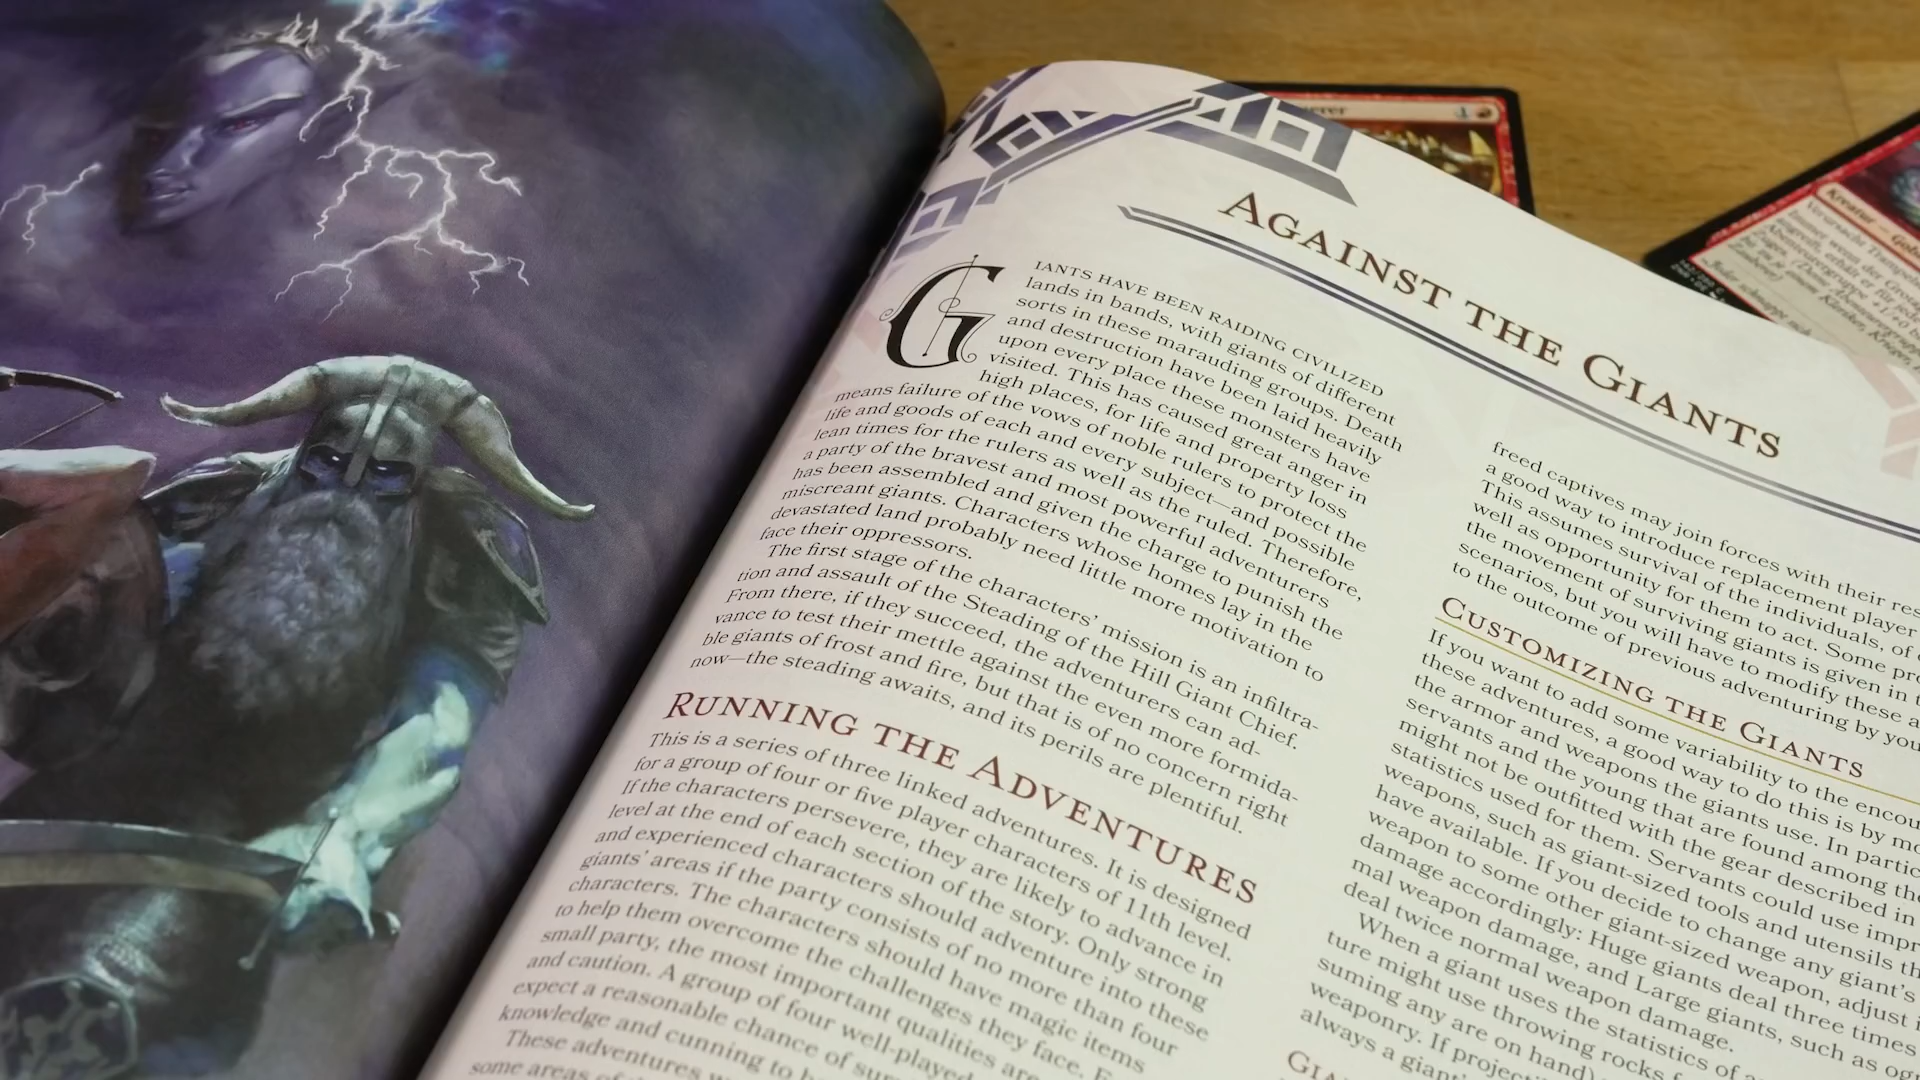 AGAINST THE GIANTS
GIANTS HAVE BEEN RAIDING CIVILIZED
lands in bands, with giants of different
sorts in these marauding groups. Death
and destruction have been laid heavily
upon every place these monsters have
visited. This has caused great anger in
high places, for life and property loss
means failure of the vows of noble rulers to protect the
life and goods of each and every subject—and possible
lean times for the rulers as well as the ruled. Therefore,
a party of the bravest and most powerful adventurers
has been assembled and given the charge to punish the
miscreant giants. Characters whose homes lay in the
devastated land probably need little more motivation to
face their oppressors.
The first stage of the characters' mission is an infiltra-
tion and assault of the Steading of the Hill Giant Chief.
From there, if they succeed, the adventurers can ad-
vance to test their mettle against the even more formida-
ble giants of frost and fire, but that is of no concern right
now—the steading awaits, and its perils are plentiful.
RUNNING THE ADVENTURES
This is a series of three linked adventures. It is designed
for a group of four or five player characters of 11th level.
If the characters persevere, they are likely to advance in
level at the end of each section of the story. Only strong
and experienced characters should adventure into these
giants' areas if the party consists of no more than four
characters. The characters should have magic items
to help them overcome the challenges they face.
small party, the most important qualities are
and caution. A group of four well-played
expect a reasonable chance of
knowledge and cunning to
These adventures
some areas of
freed captives may join forces with their
a good way to introduce replacement player
This assumes survival of the individuals, of
well as opportunity for them to act. Some
the movement of surviving giants is given in
scenarios, but you will have to modify these
to the outcome of previous adventuring by
CUSTOMIZING THE GIANTS
If you want to add some variability to the
these adventures, a good way to do this is by
the armor and weapons the giants use. In
servants and the young that are found among
might not be outfitted with the gear described in
statistics used for them. Servants could use
weapons, such as giant-sized tools and utensils
have available. If you decide to change any giant's
weapon to some other giant-sized weapon, adjust
damage accordingly: Huge giants deal three times
mal weapon damage, and Large giants, such as
deal twice normal weapon damage.
When a giant uses the statistics of a
ture might use throwing rocks
suming any are on hand)
weaponry. If
always a giant's
1
Kreatur